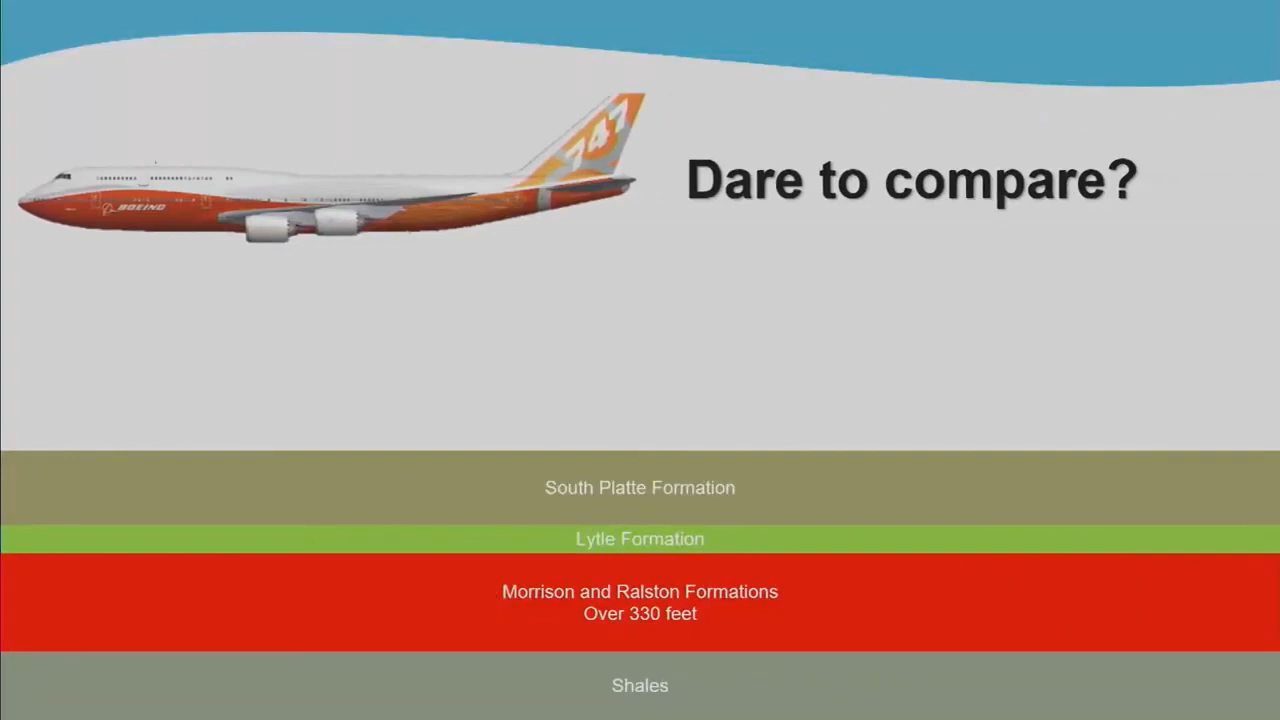 747
Dare to compare?
BOEING
South Platte Formation
Lytle Formation
Morrison and Ralston Formations
Over 330 feet
Shales